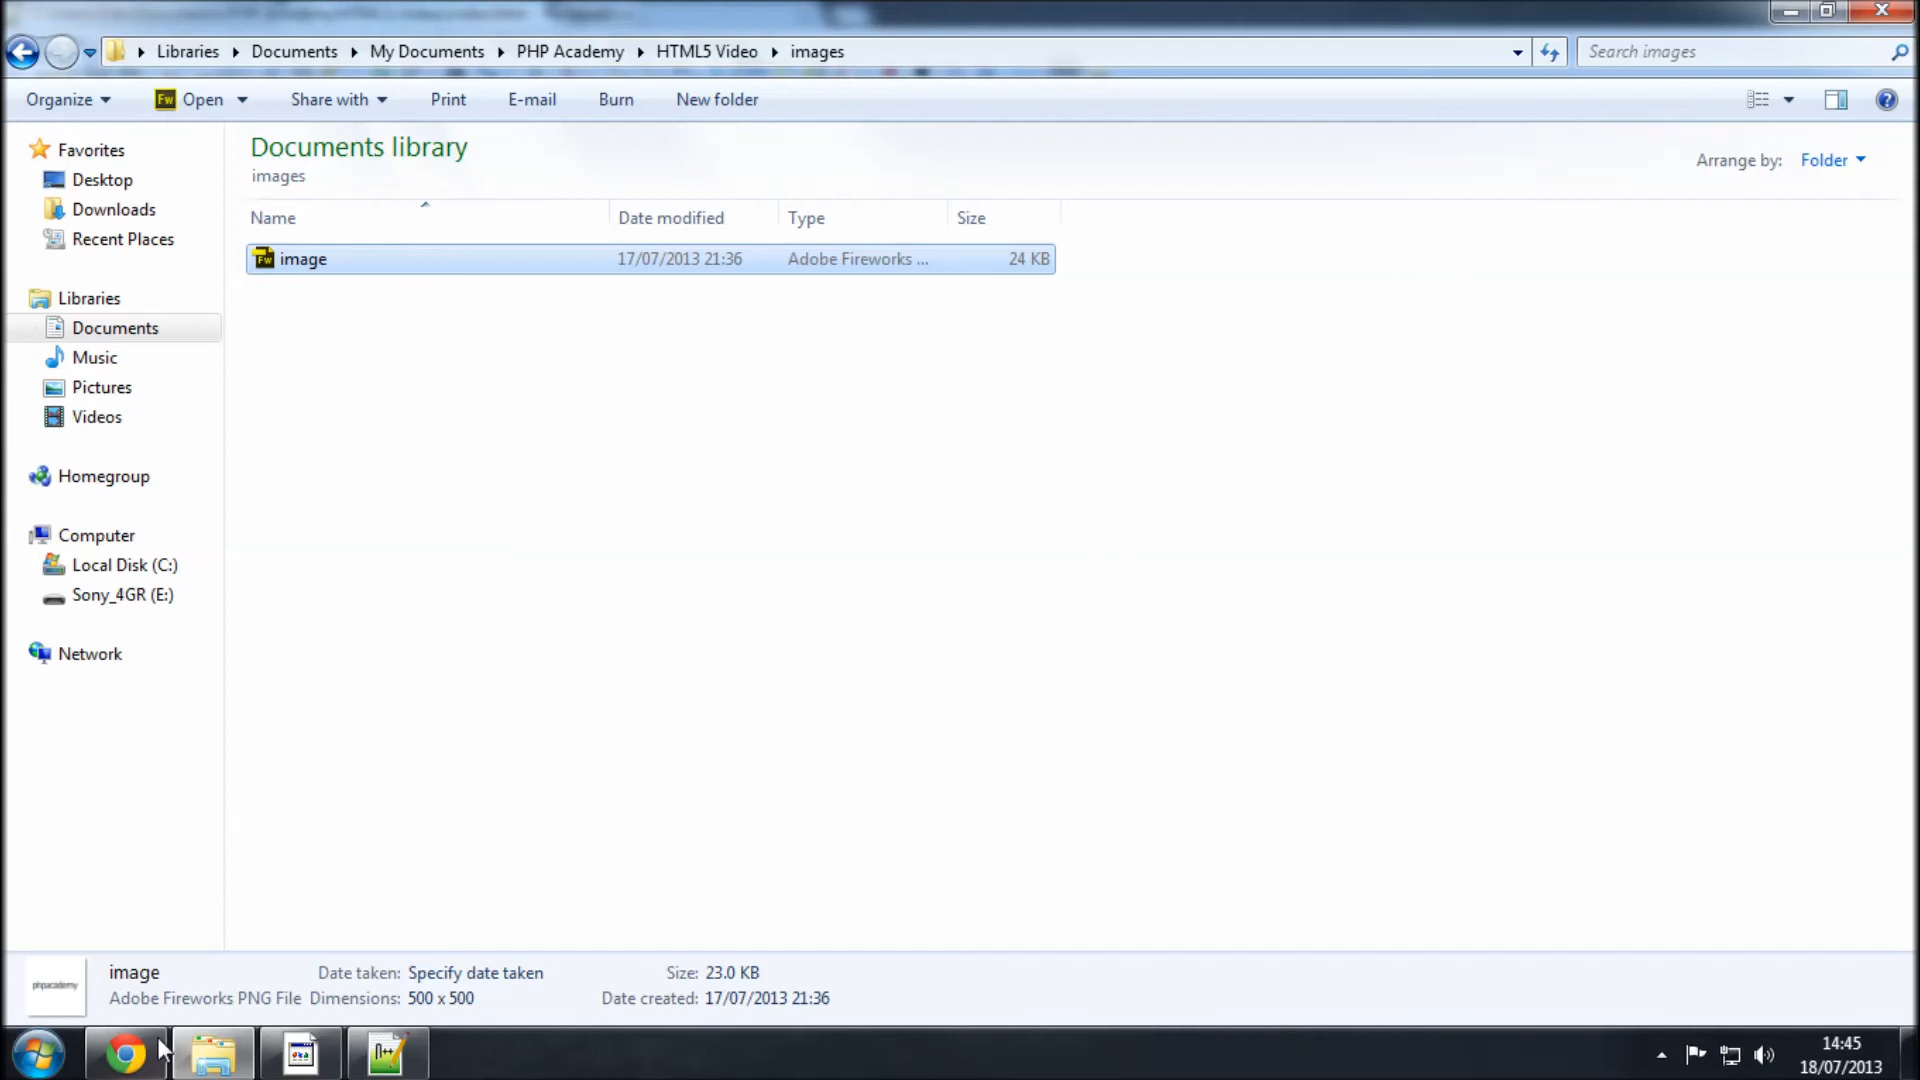 Libraries Documents My Documents PHP Academy HTML5 Video images
Search images
Organize Open Share with Print E-mail Burn New folder
Documents library
images
Arrange by: Folder
Name Date modified Type Size
image 17/07/2013 21:36 Adobe Fireworks ... 24 KB
Favorites
Desktop
Downloads
Recent Places
Libraries
Documents
Music
Pictures
Videos
Homegroup
Computer
Local Disk (C:)
Sony_4GR (E:)
Network
phpacademy
image Date taken: Specify date taken Size: 23.0 KB
Adobe Fireworks PNG File Dimensions: 500 x 500 Date created: 17/07/2013 21:36
14:45
18/07/2013